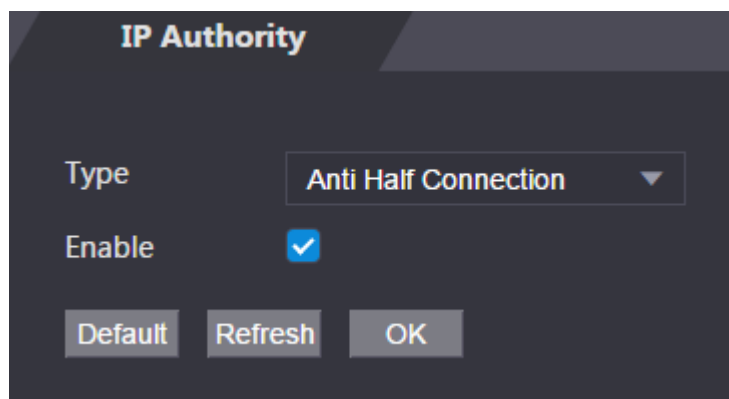 IP Authority
Type Anti Half Connection
Enable
Default Refresh OK